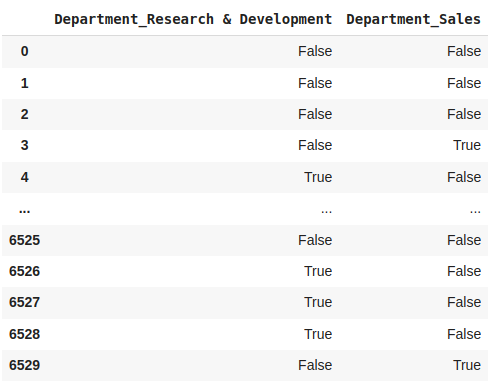 Department_Research & Development Department_Sales
0 False False
1 False False
2 False False
3 False True
4 True False
... ... ...
6525 False False
6526 True False
6527 True False
6528 True False
6529 False True